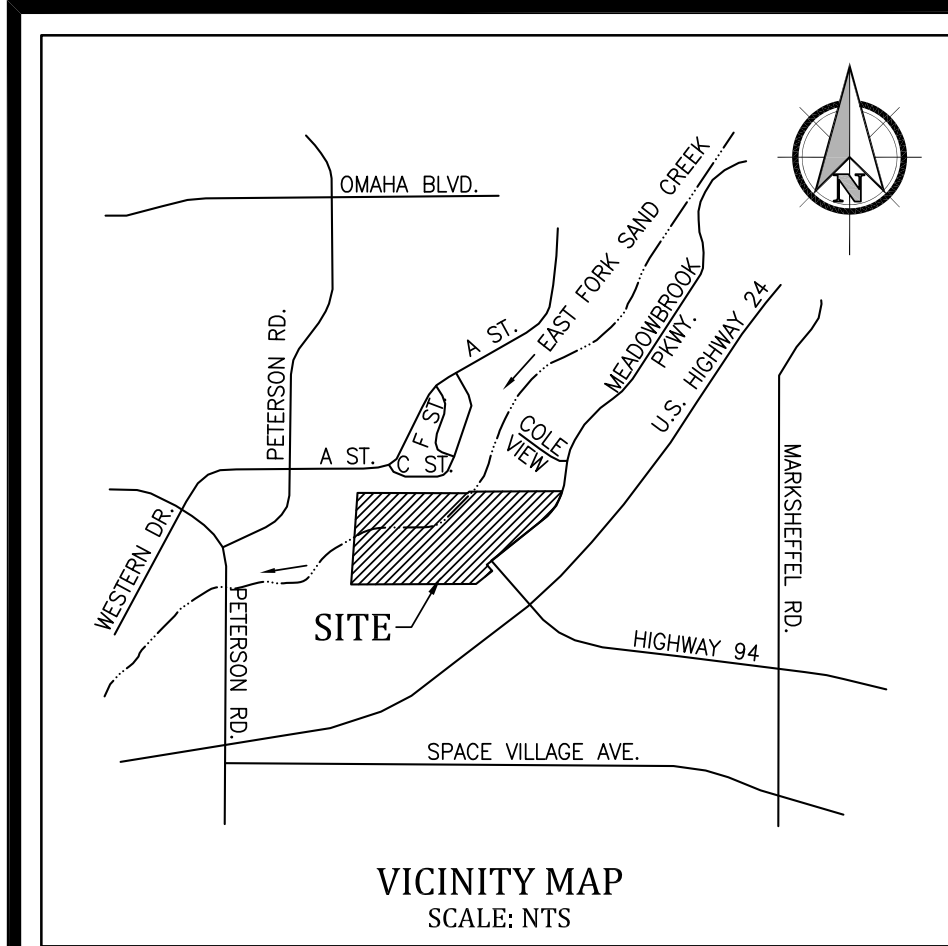 N
OMAHA BLVD.
EAST FORK SAND CREEK
MEADOWBROOK
PKWY.
U.S. HIGHWAY 24
PETERSON RD.
A ST.
F ST.
COLE
VIEW
A ST.
C ST.
MARKSHEFFEL RD.
WESTERN DR.
SITE
PETERSON RD.
HIGHWAY 94
SPACE VILLAGE AVE.
VICINITY MAP
SCALE: NTS